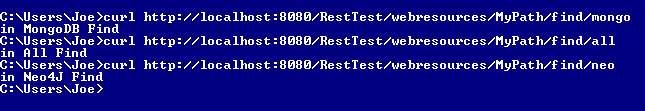 C:\Users\Joe>curl http://localhost:8080/RestTest/webresources/MyPath/find/mongo
in MongoDB Find
C:\Users\Joe>curl http://localhost:8080/RestTest/webresources/MyPath/find/all
in All Find
C:\Users\Joe>curl http://localhost:8080/RestTest/webresources/MyPath/find/neo
in Neo4J Find
C:\Users\Joe>